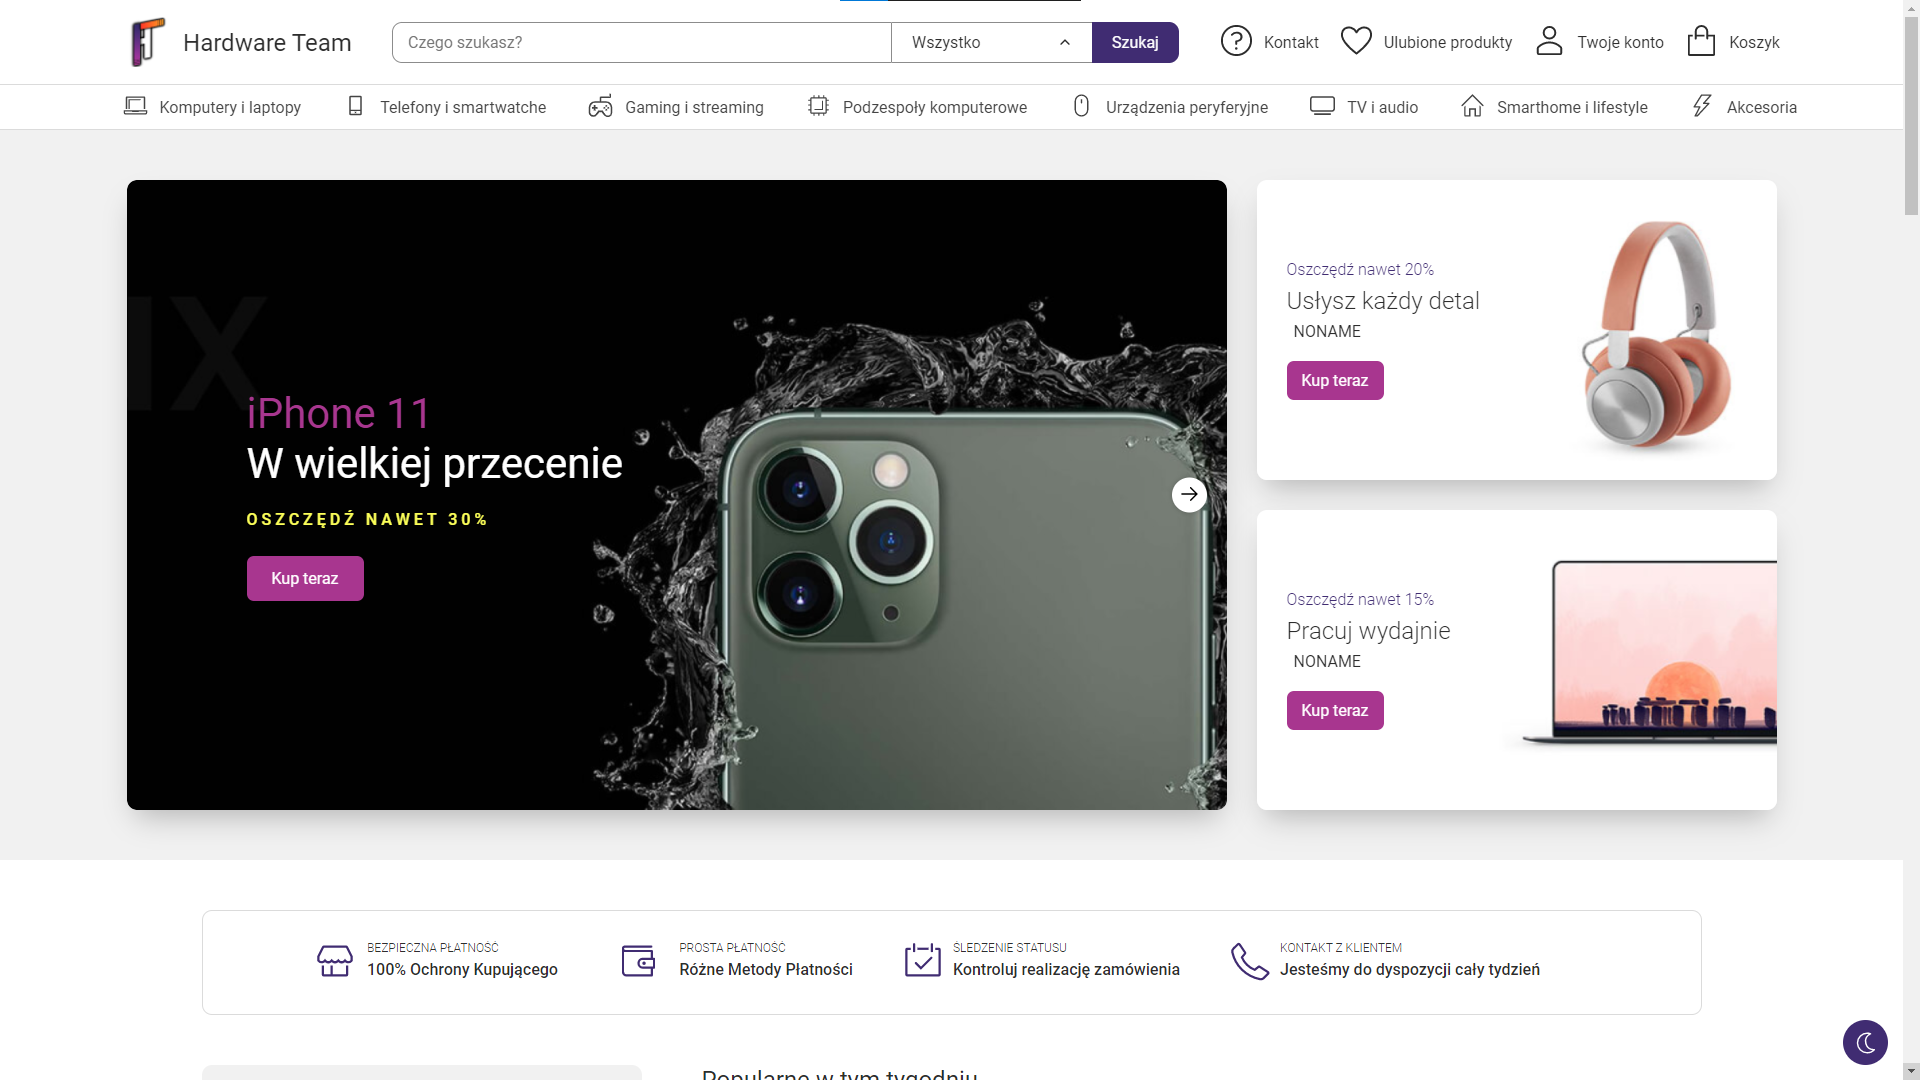 Hardware Team
Czego szukasz?
Wszystko
Szukaj
Kontakt
Ulubione produkty
Twoje konto
Koszyk
Komputery i laptopy
Telefony i smartwatche
Gaming i streaming
Podzespoły komputerowe
Urządzenia peryferyjne
TV i audio
Smarthome i lifestyle
Akcesoria
IX
iPhone 11
W wielkiej przecenie
OSZCZĘDŹ NAWET 30%
Kup teraz
Oszczędź nawet 20%
Usłysz każdy detal
NONAME
Kup teraz
Oszczędź nawet 15%
Pracuj wydajnie
NONAME
Kup teraz
BEZPIECZNA PŁATNOŚĆ
100% Ochrony Kupującego
PROSTA PŁATNOŚĆ
Różne Metody Płatności
ŚLEDZENIE STATUSU
Kontroluj realizację zamówienia
KONTAKT Z KLIENTEM
Jesteśmy do dyspozycji cały tydzień
Popularne w tym tygodniu